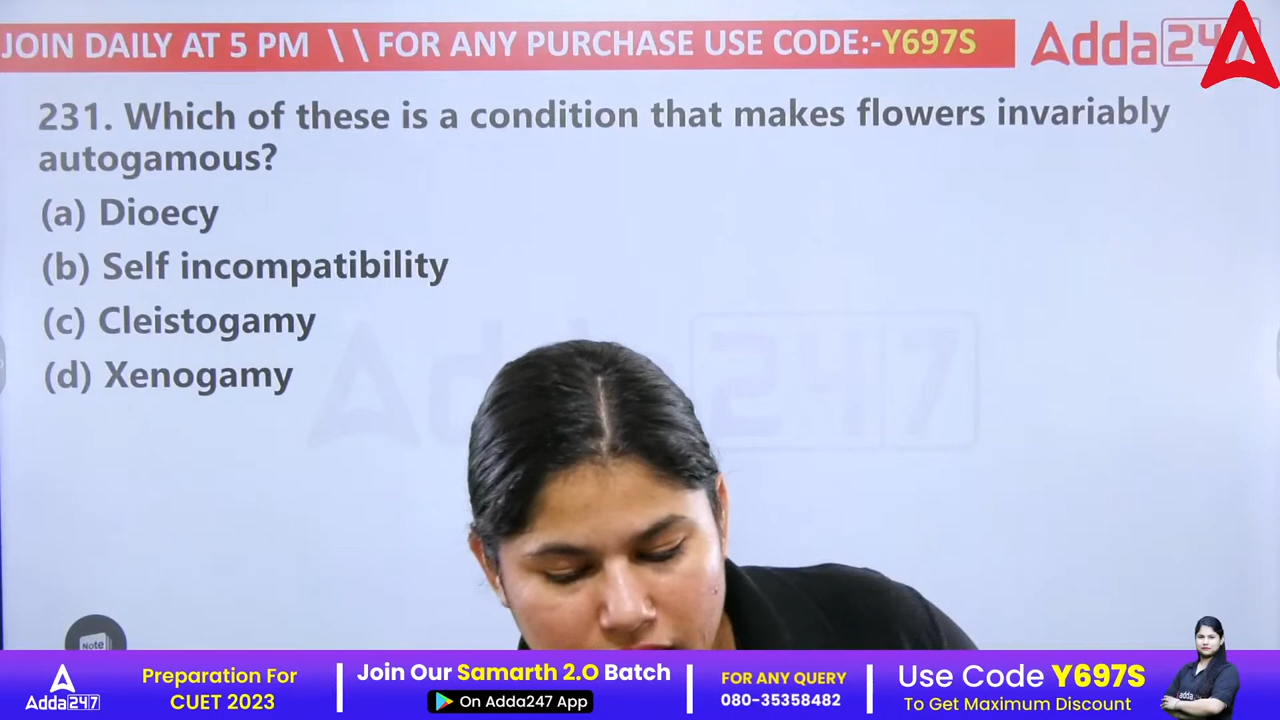 JOIN DAILY AT 5 PM \\ FOR ANY PURCHASE USE CODE:-Y697S
Adda247
231. Which of these is a condition that makes flowers invariably
autogamous?
(a) Dioecy
(b) Self incompatibility
(c) Cleistogamy
(d) Xenogamy
Adda247
Note
Adda247
Preparation For
CUET 2023
Join Our Samarth 2.O Batch
On Adda247 App
FOR ANY QUERY
080-35358482
Use Code Y697S
To Get Maximum Discount
adda